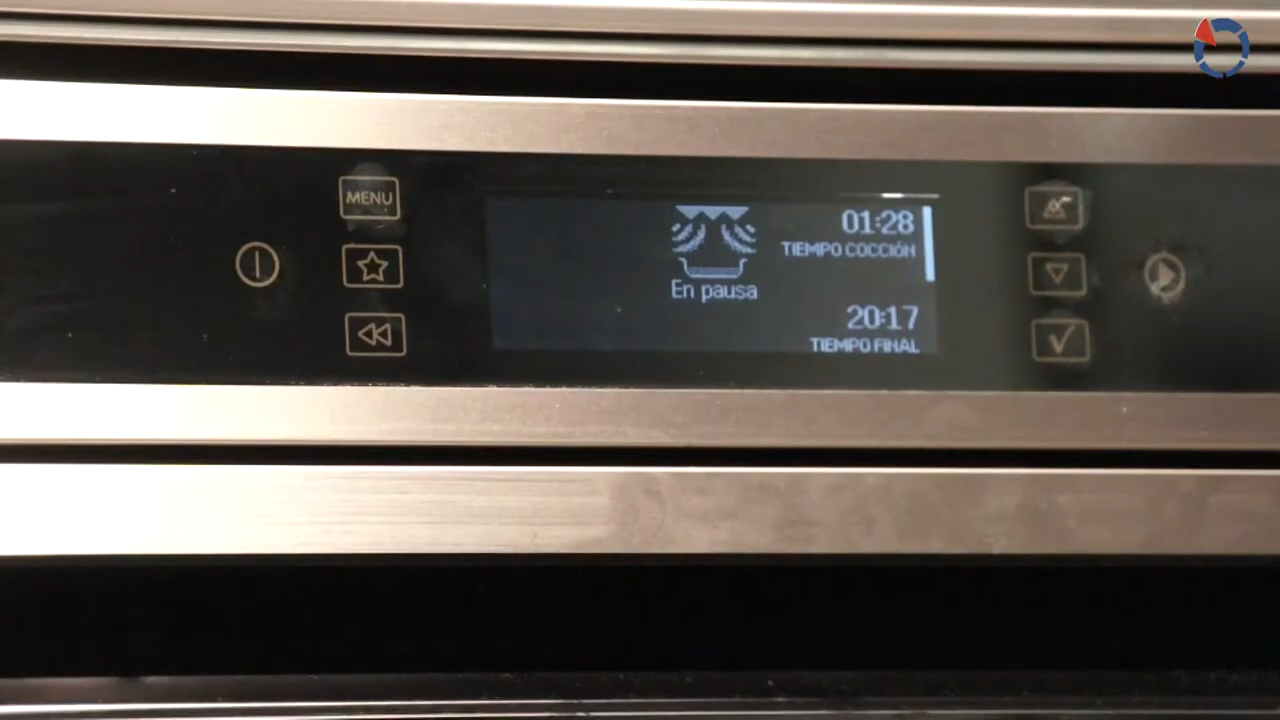 MENU
01:28
TIEMPO COCCIÓN
En pausa
20:17
TIEMPO FINAL